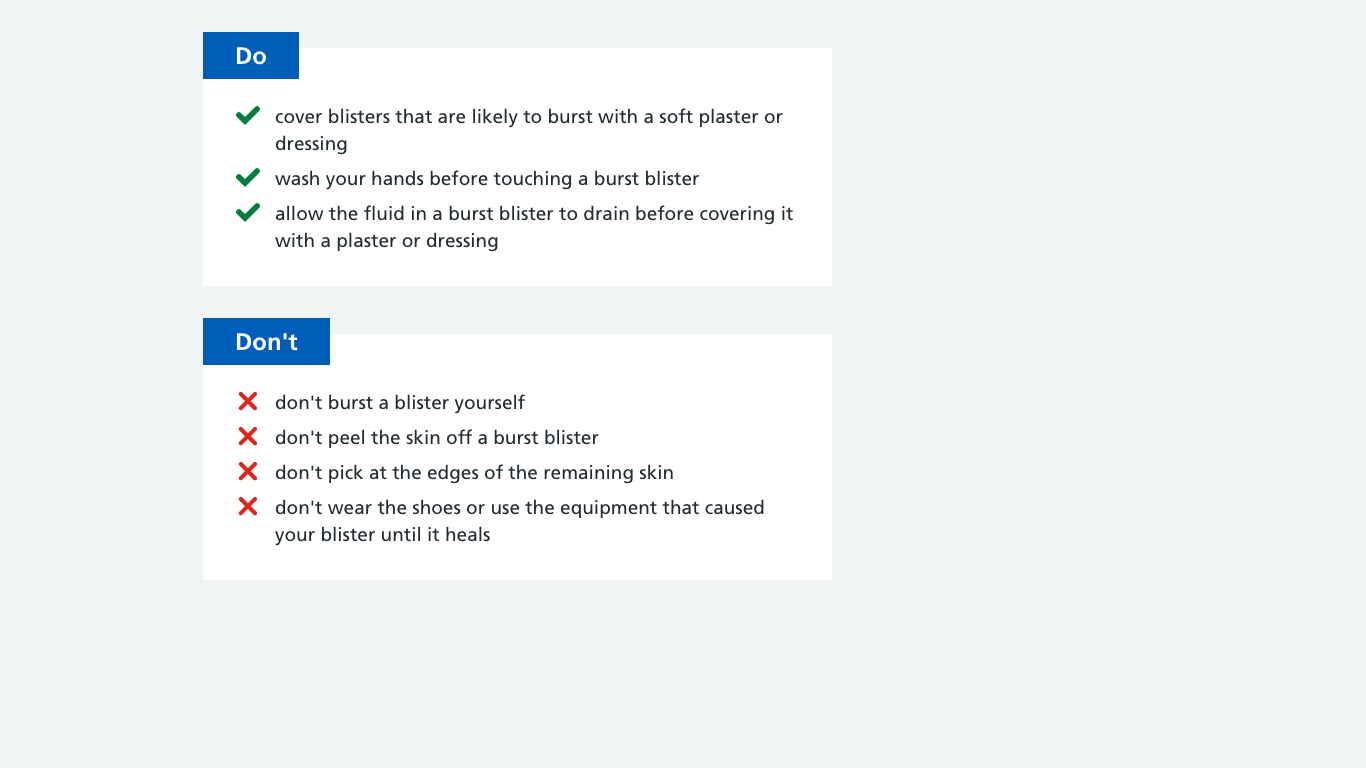 Do
cover blisters that are likely to burst with a soft plaster or
dressing
wash your hands before touching a burst blister
allow the fluid in a burst blister to drain before covering it
with a plaster or dressing
Don't
don't burst a blister yourself
don't peel the skin off a burst blister
don't pick at the edges of the remaining skin
don't wear the shoes or use the equipment that caused
your blister until it heals